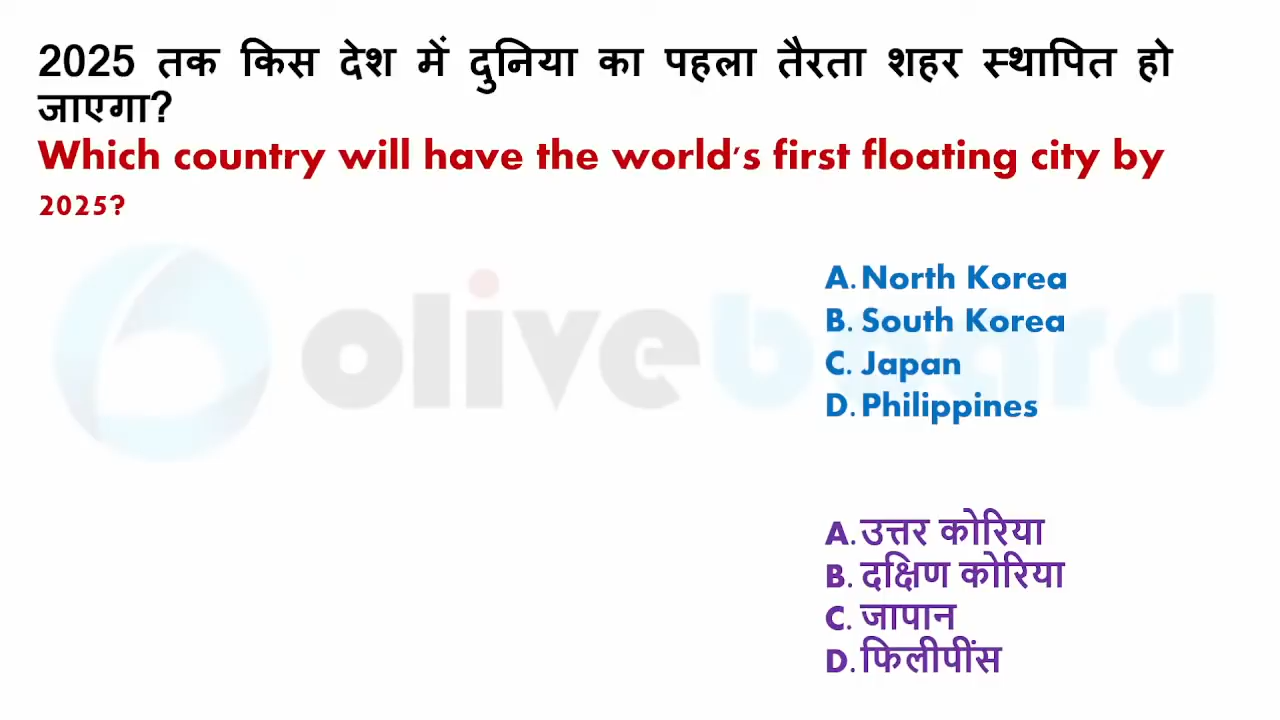 2025 तक किस देश में दुनिया का पहला तैरता शहर स्थापित हो
जाएगा?
Which country will have the world's first floating city by
2025?
oliveboard
A. North Korea
B. South Korea
C. Japan
D. Philippines
A. उत्तर कोरिया
B. दक्षिण कोरिया
C. जापान
D. फिलीपींस